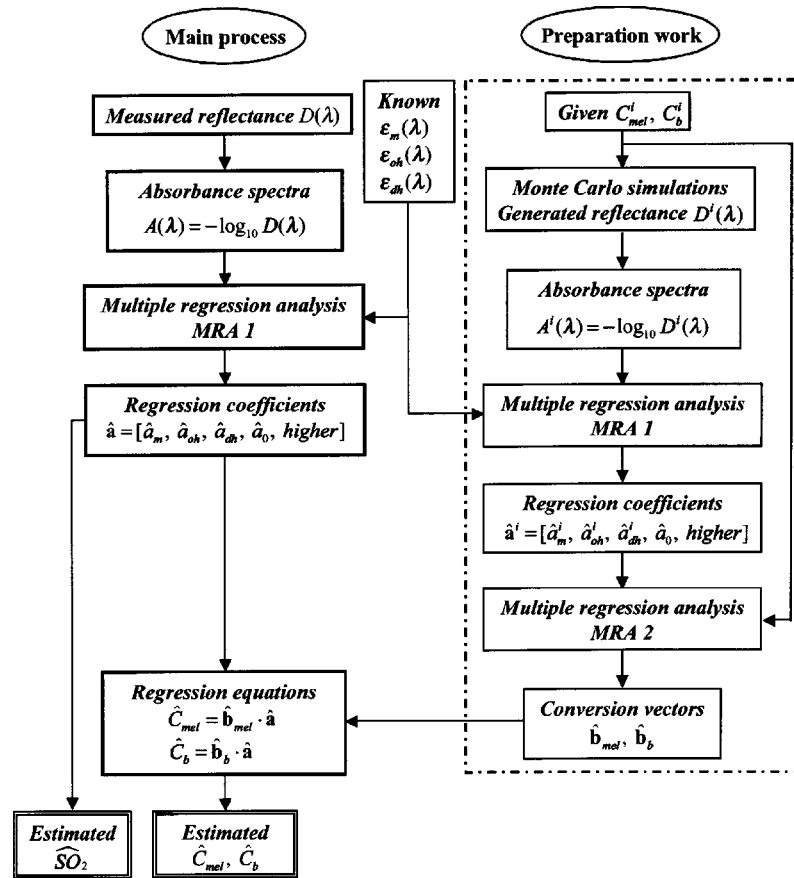 Main process
Measured reflectance D(λ)
Absorbance spectra
A(λ) = −log₁₀ D(λ)
Multiple regression analysis
MRA 1
Regression coefficients
â = [â_m, â_oh, â_dh, â_0, higher]
Regression equations
Ĉ_mel = b̂_mel · â
Ĉ_b = b̂_b · â
Estimated
ŜO₂
Estimated
Ĉ_mel, Ĉ_b
Known
ε_m(λ)
ε_oh(λ)
ε_dh(λ)
Preparation work
Given C^i_mel, C^i_b
Monte Carlo simulations
Generated reflectance D^i(λ)
Absorbance spectra
A^i(λ) = −log₁₀ D^i(λ)
Multiple regression analysis
MRA 1
Regression coefficients
â^i = [â^i_m, â^i_oh, â^i_dh, â_0, higher]
Multiple regression analysis
MRA 2
Conversion vectors
b̂_mel, b̂_b